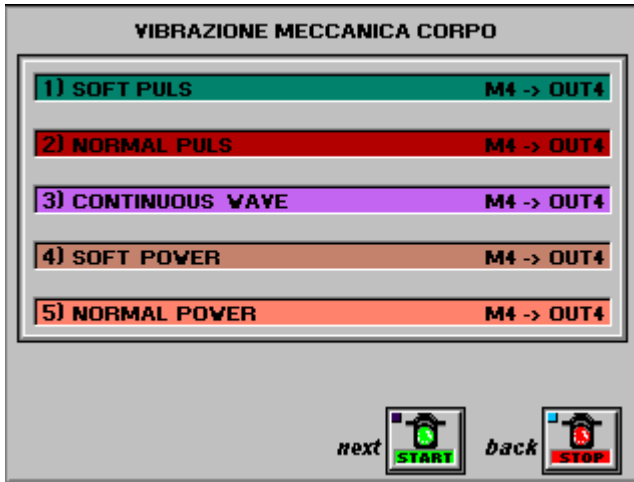 VIBRAZIONE MECCANICA CORPO
1) SOFT PULS M4 -> OUT4
2) NORMAL PULS M4 -> OUT4
3) CONTINUOUS WAVE M4 -> OUT4
4) SOFT POWER M4 -> OUT4
5) NORMAL POWER M4 -> OUT4
next START back STOP